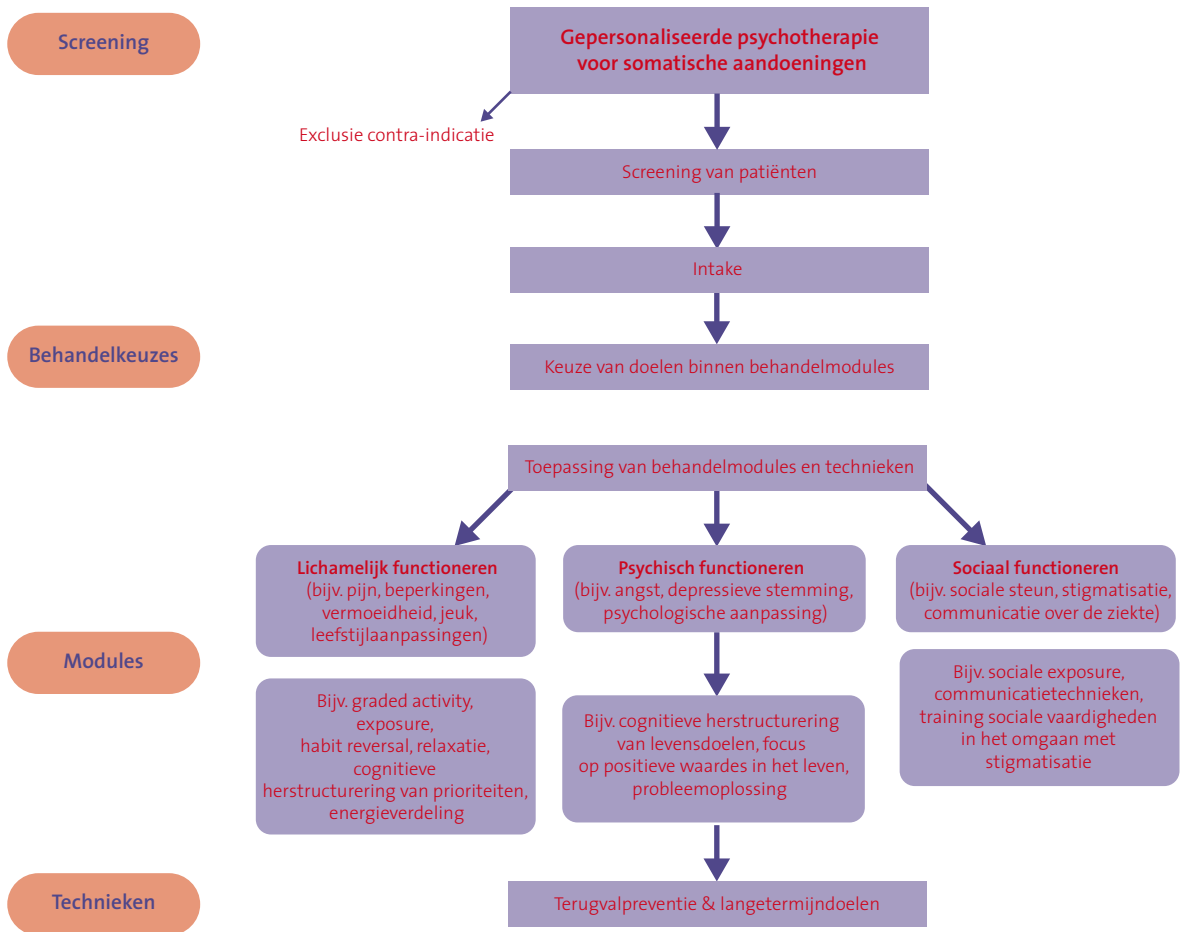 Screening
Gepersonaliseerde psychotherapie
voor somatische aandoeningen
Exclusie contra-indicatie
Screening van patiënten
Intake
Behandelkeuzes
Keuze van doelen binnen behandelmodules
Toepassing van behandelmodules en technieken
Lichamelijk functioneren
(bijv. pijn, beperkingen,
vermoeidheid, jeuk,
leefstijlaanpassingen)
Psychisch functioneren
(bijv. angst, depressieve stemming,
psychologische aanpassing)
Sociaal functioneren
(bijv. sociale steun, stigmatisatie,
communicatie over de ziekte)
Modules
Bijv. graded activity,
exposure,
habit reversal, relaxatie,
cognitieve
herstructurering van prioriteiten,
energieverdeling
Bijv. cognitieve herstructurering
van levensdoelen, focus
op positieve waardes in het leven,
probleemoplossing
Bijv. sociale exposure,
communicatietechnieken,
training sociale vaardigheden
in het omgaan met
stigmatisatie
Technieken
Terugvalpreventie & langetermijndoelen